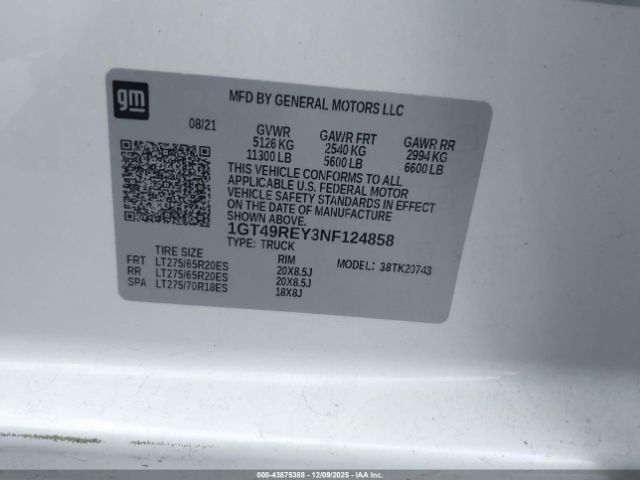 gm
MFD BY GENERAL MOTORS LLC
08/21
GVWR GAWR FRT GAWR RR
5126 KG 2540 KG 2994 KG
11300 LB 5600 LB 6600 LB
THIS VEHICLE CONFORMS TO ALL
APPLICABLE U.S. FEDERAL MOTOR
VEHICLE SAFETY STANDARDS IN EFFECT
ON THE DATE OF MANUFACTURE
SHOWN ABOVE.
1GT49REY3NF124858
TYPE: TRUCK
TIRE SIZE RIM MODEL: 38TK20743
FRT LT275/65R20ES 20X8.5J
RR LT275/65R20ES 20X8.5J
SPA LT275/70R18ES 18X8J
000-43875388 - 12/09/2025 - IAA Corp.